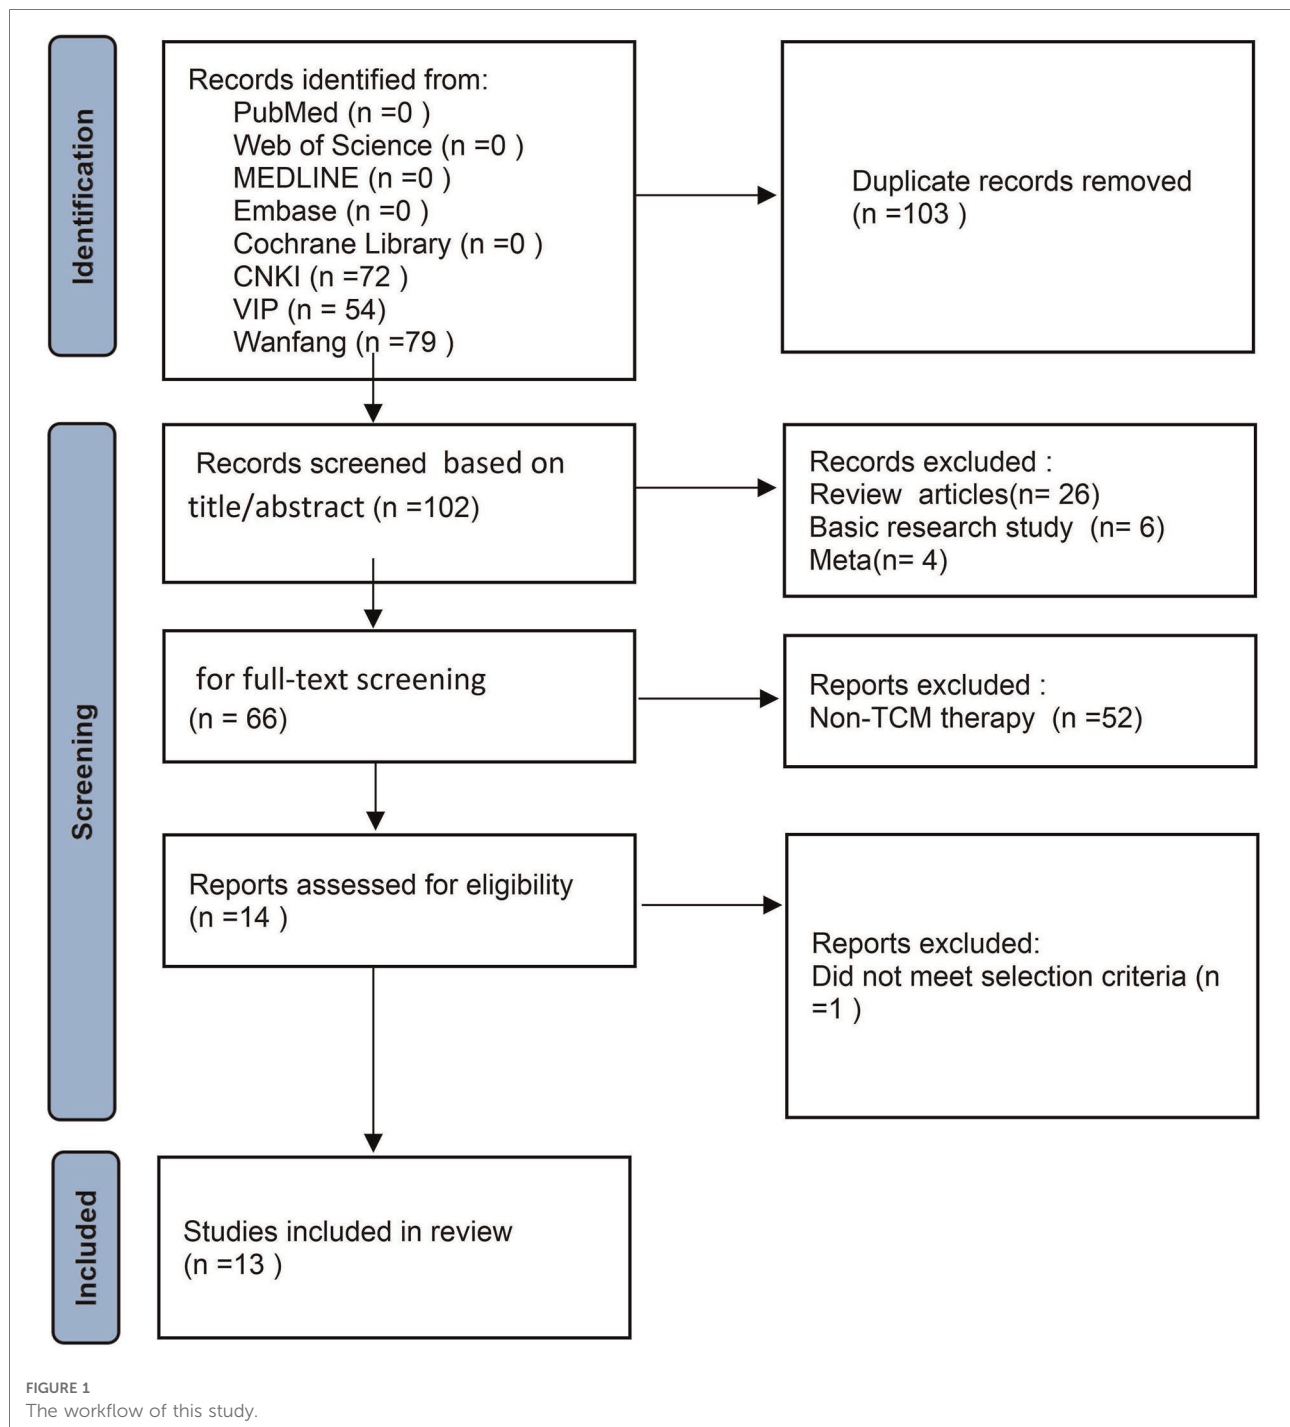 Identification
Records identified from:
PubMed (n =0 )
Web of Science (n =0 )
MEDLINE (n =0 )
Embase (n =0 )
Cochrane Library (n =0 )
CNKI (n =72 )
VIP (n = 54)
Wanfang (n =79 )
Duplicate records removed
(n =103 )
Screening
Records screened based on
title/abstract (n =102)
Records excluded :
Review articles(n= 26)
Basic research study (n= 6)
Meta(n= 4)
for full-text screening
(n = 66)
Reports excluded :
Non-TCM therapy (n =52)
Reports assessed for eligibility
(n =14 )
Reports excluded:
Did not meet selection criteria (n
=1 )
Included
Studies included in review
(n =13 )
FIGURE 1
The workflow of this study.